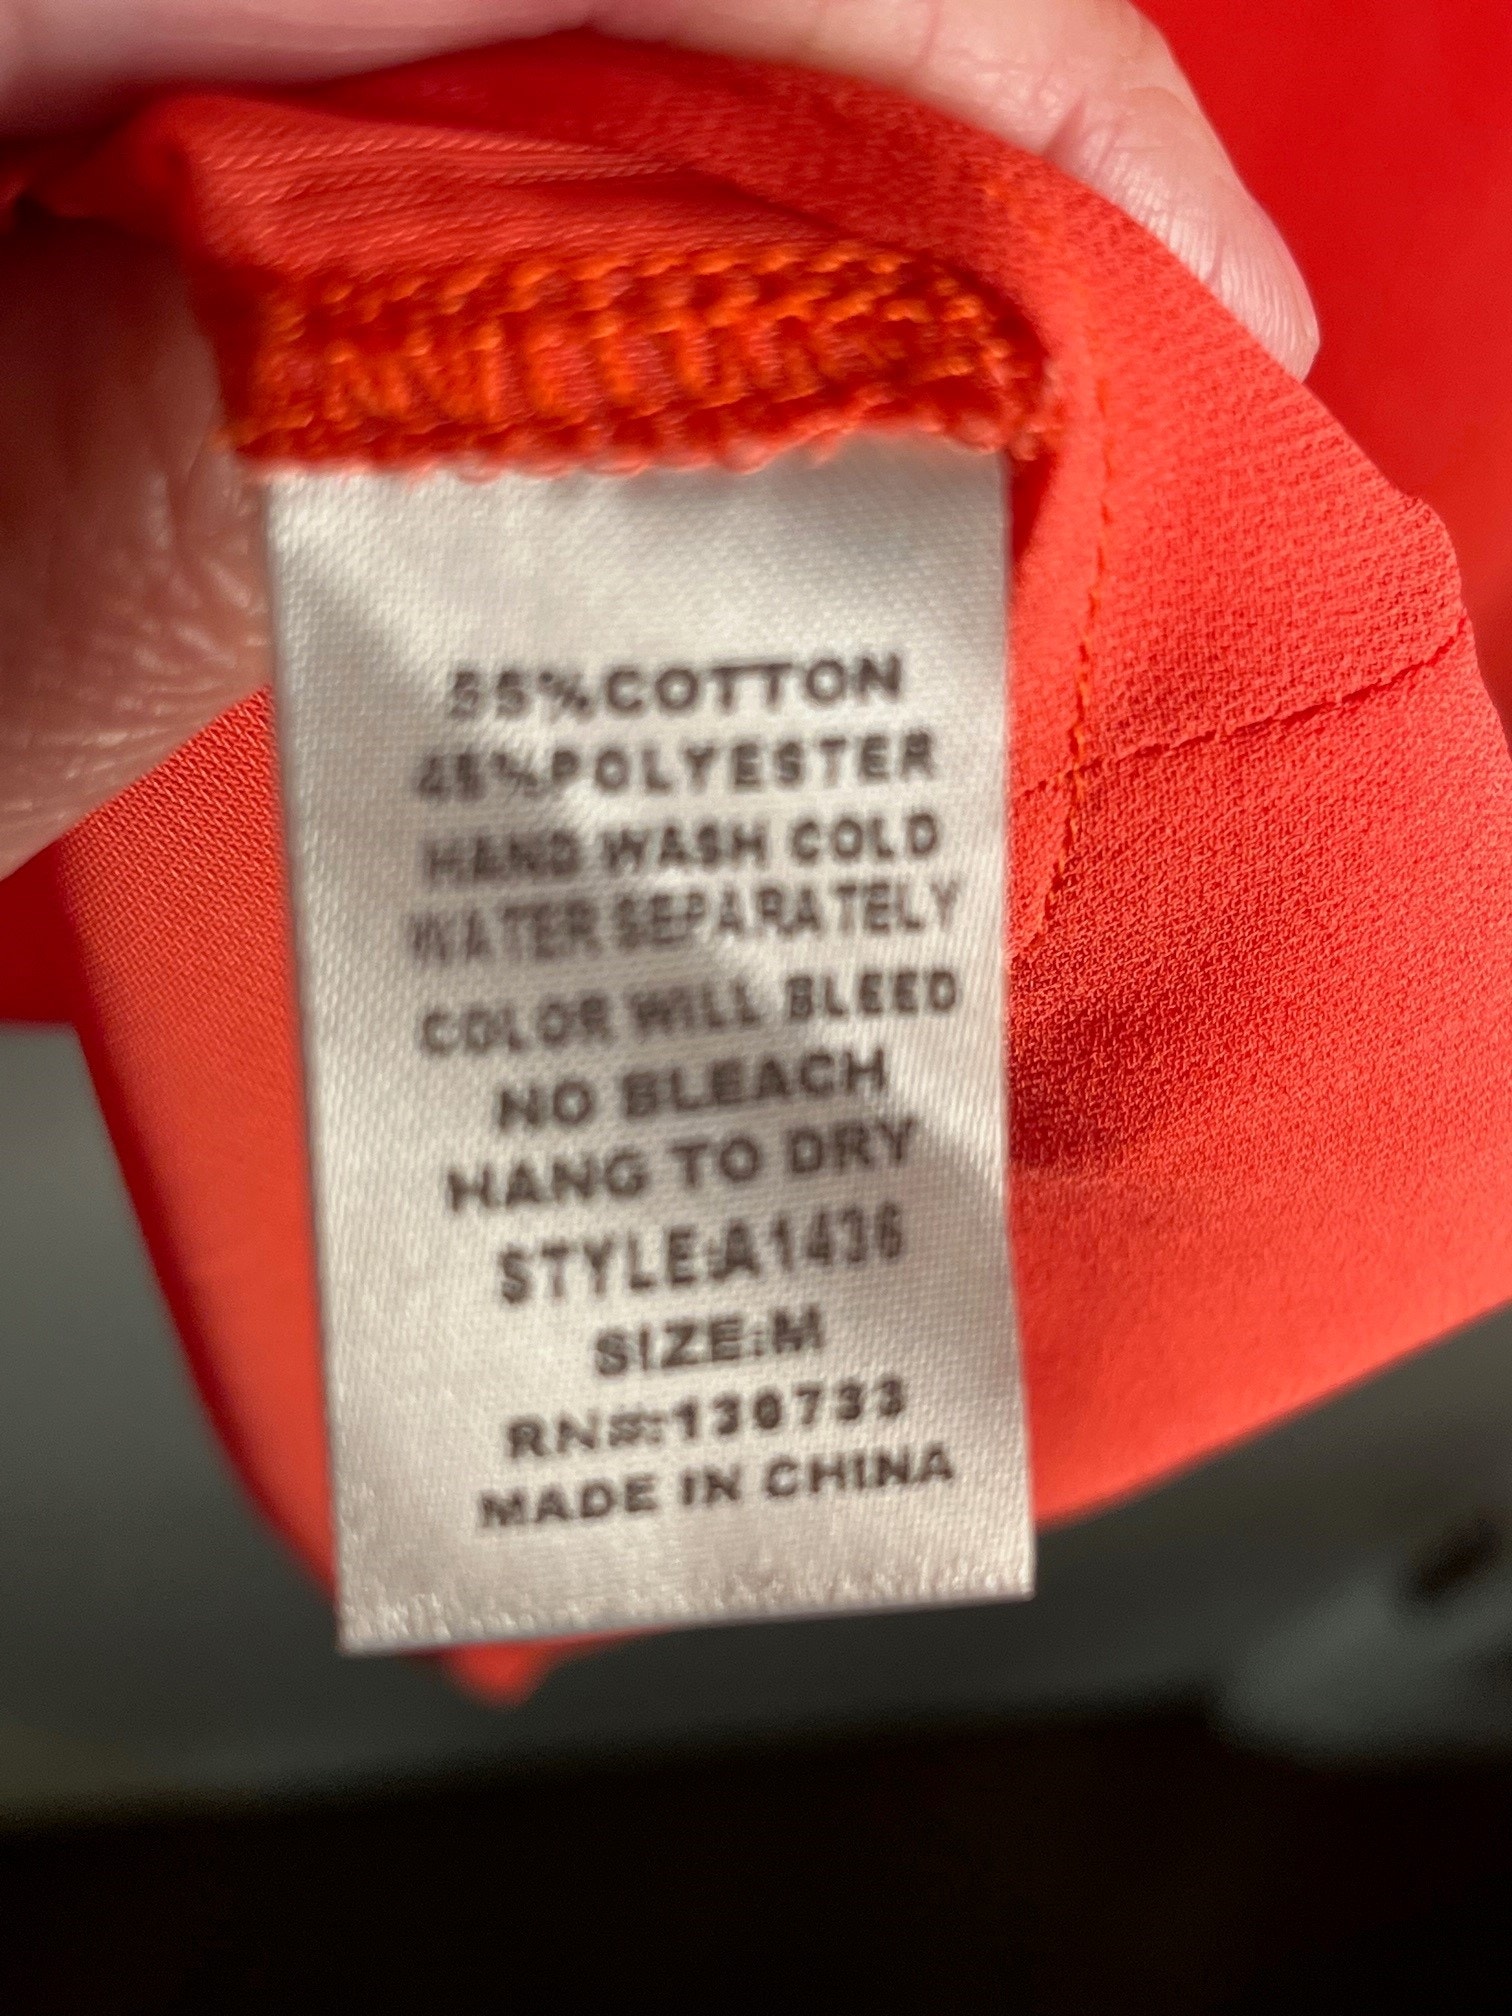 55%COTTON
45%POLYESTER
HAND WASH COLD
WATER SEPARATELY
COLOR WILL BLEED
NO BLEACH
HANG TO DRY
STYLE:A1436
SIZE:M
RN#:130733
MADE IN CHINA